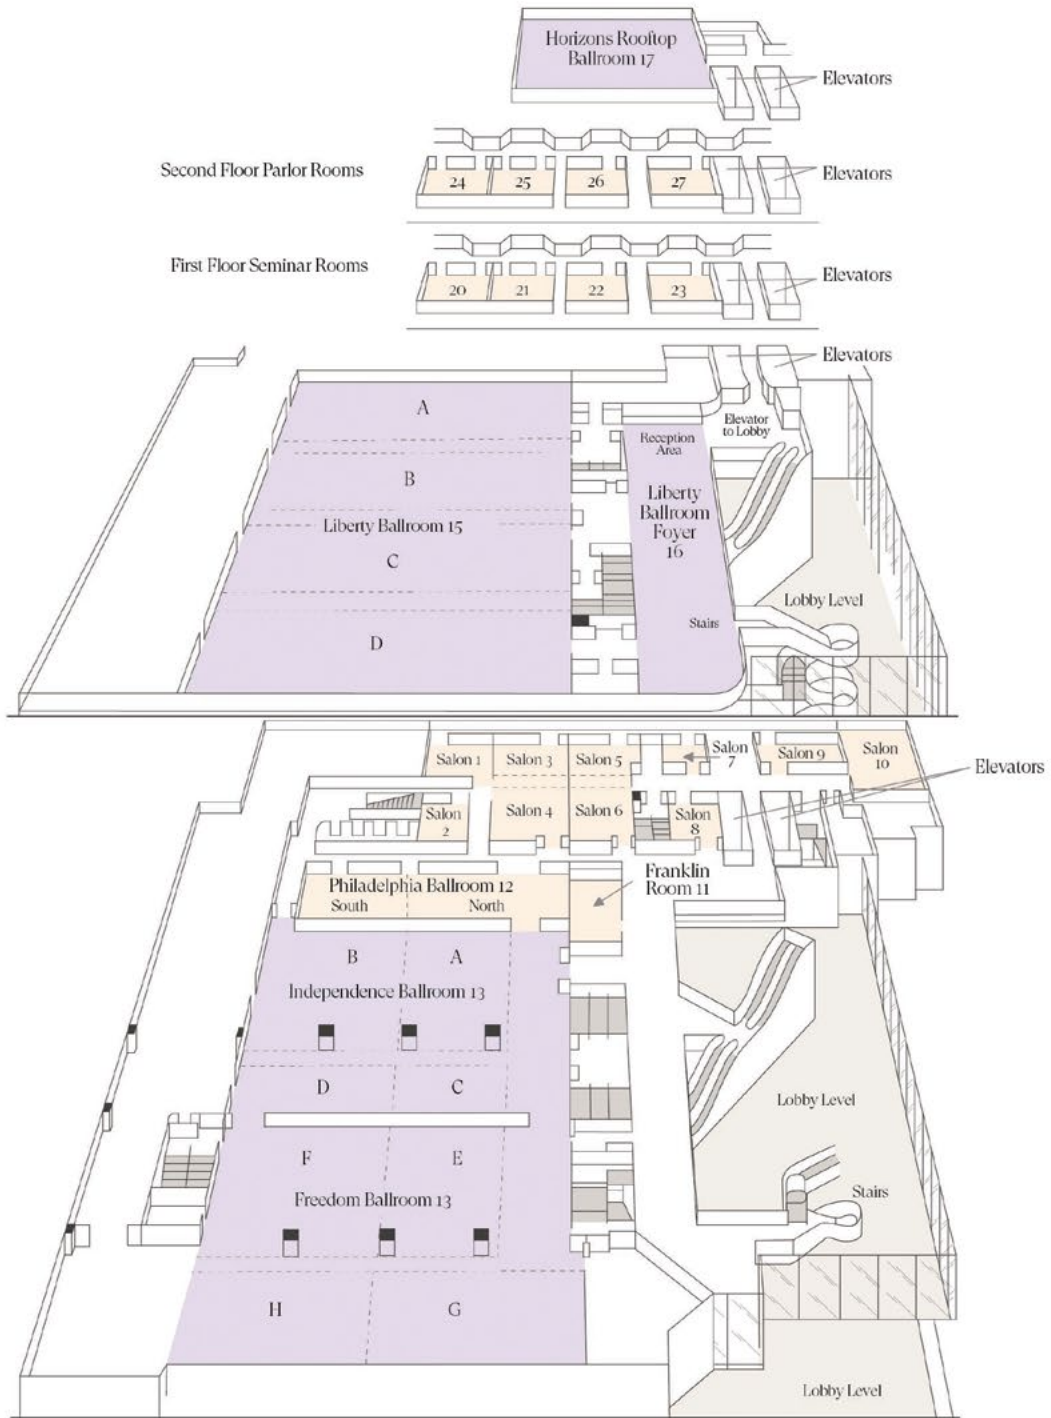 Horizons Rooftop
Ballroom 17
Elevators
Second Floor Parlor Rooms
24
25
26
27
Elevators
First Floor Seminar Rooms
20
21
22
23
Elevators
Elevators
A
Elevator
to Lobby
Reception
Area
B
Liberty
Ballroom
Foyer
16
Liberty Ballroom 15
C
Lobby Level
Stairs
D
Salon 1
Salon 3
Salon 5
Salon
7
Salon 9
Salon
10
Elevators
Salon
2
Salon 4
Salon 6
Salon
8
Franklin
Room 11
Philadelphia Ballroom 12
South
North
B
A
Independence Ballroom 13
D
C
Lobby Level
F
E
Stairs
Freedom Ballroom 13
H
G
Lobby Level